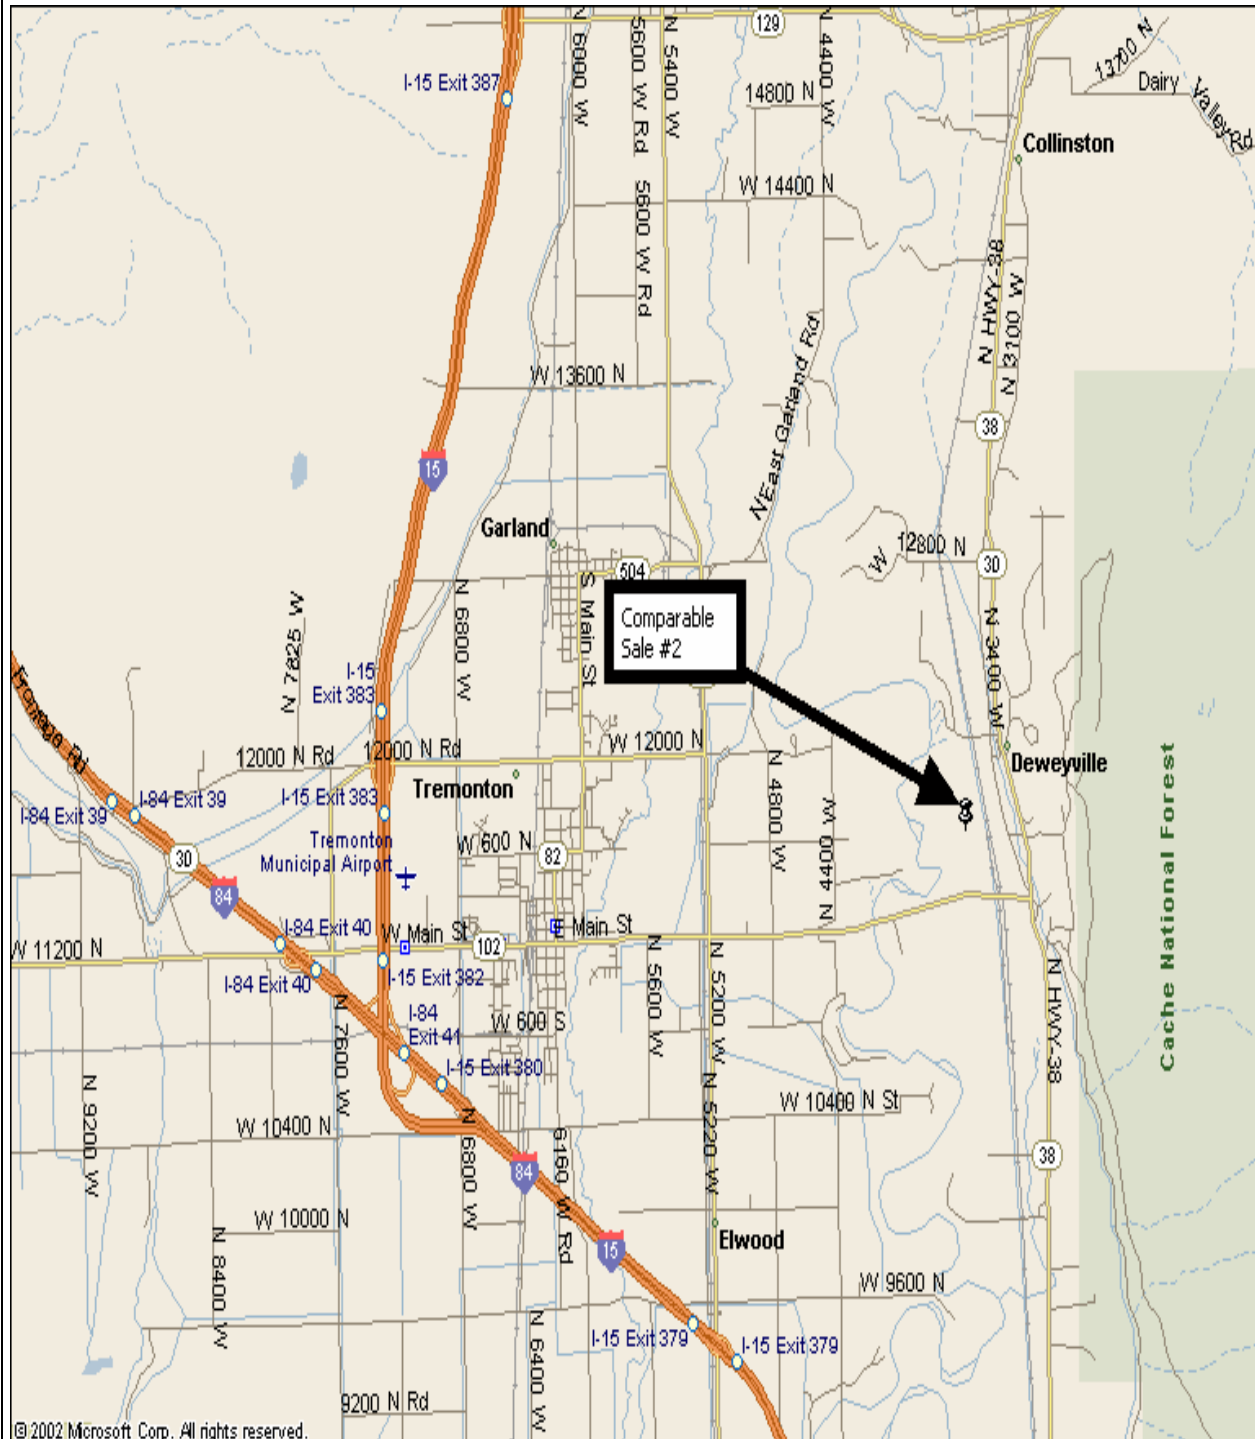 129
N 6000 W
5600 W Rd
N 5400 W
N 4400 W
13700 N
I-15 Exit 387
14800 N
Dairy Valley Rd
Collinston
W 14400 N
5600 W Rd
N HWY-38
N 3100 W
N East Garland Rd
W 13600 N
38
15
Garland
W 12800 N
504
30
Comparable
Sale #2
S Main St
N 6800 W
N 7825 W
N 3400 W
I-15
Exit 383
Frontage Rd
12000 N Rd
12000 N Rd
W 12000 N
Deweyville
Tremonton
I-84 Exit 39
I-84 Exit 39
I-15 Exit 383
N 4800 W
N 4400 W
Tremonton
Municipal Airport
W 600 N
82
30
84
Cache National Forest
I-84 Exit 40
W Main St
E Main St
102
W 11200 N
I-84 Exit 40
I-15 Exit 382
N 5600 W
N 5200 W
N HWY-38
I-84
Exit 41
W 600 S
N 7600 W
I-15 Exit 380
N 9200 W
W 10400 N St
N 5220 W
W 10400 N
N 6800 W
6160 W Rd
38
84
W 10000 N
N 8400 W
15
Elwood
W 9600 N
I-15 Exit 379
I-15 Exit 379
N 6400 W
9200 N Rd
© 2002 Microsoft Corp. All rights reserved.